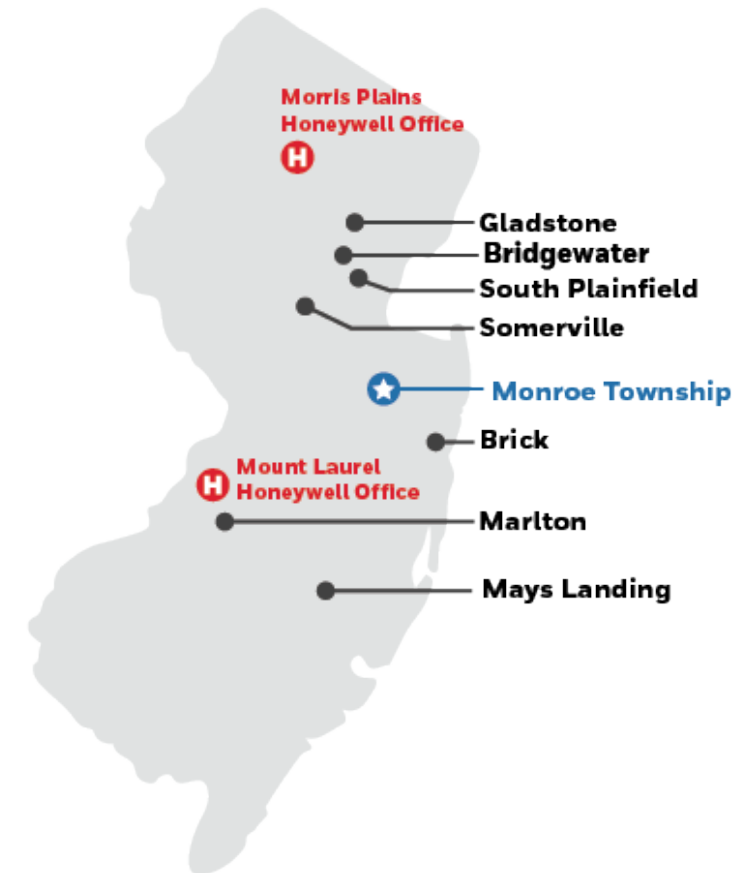 Morris Plains
Honeywell Office
H
Gladstone
Bridgewater
South Plainfield
Somerville
Monroe Township
Brick
Mount Laurel
H Honeywell Office
Marlton
Mays Landing